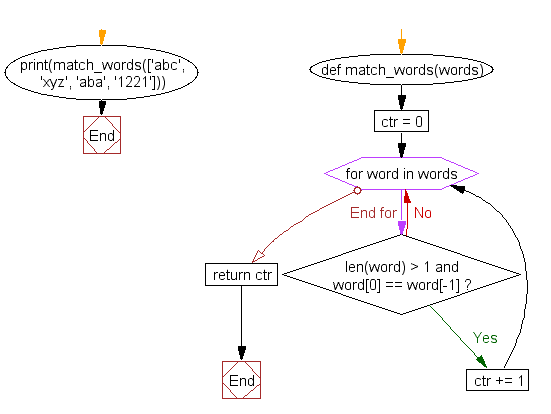 print(match_words(['abc',
'xyz', 'aba', '1221']))
End
def match_words(words)
ctr = 0
for word in words
End for
No
len(word) > 1 and
word[0] == word[-1] ?
return ctr
Yes
ctr += 1
End